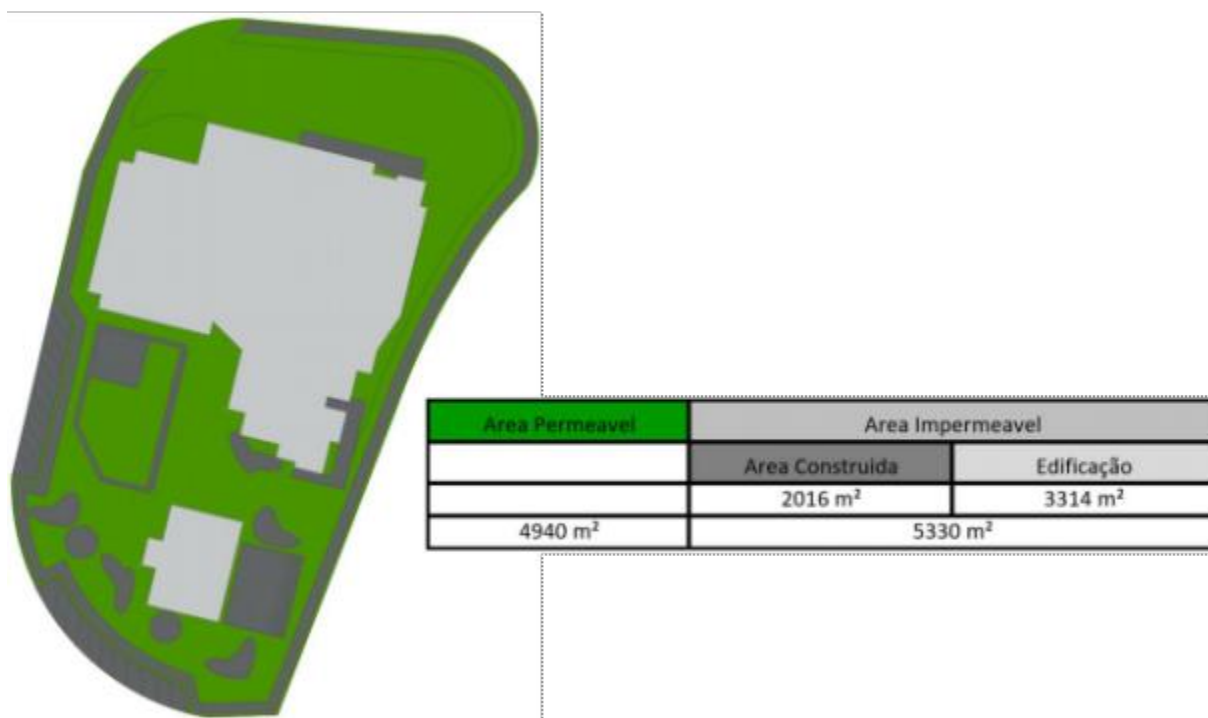 Area Permeavel Area Impermeavel
Area Construida Edificação
2016 m² 3314 m²
4940 m² 5330 m²